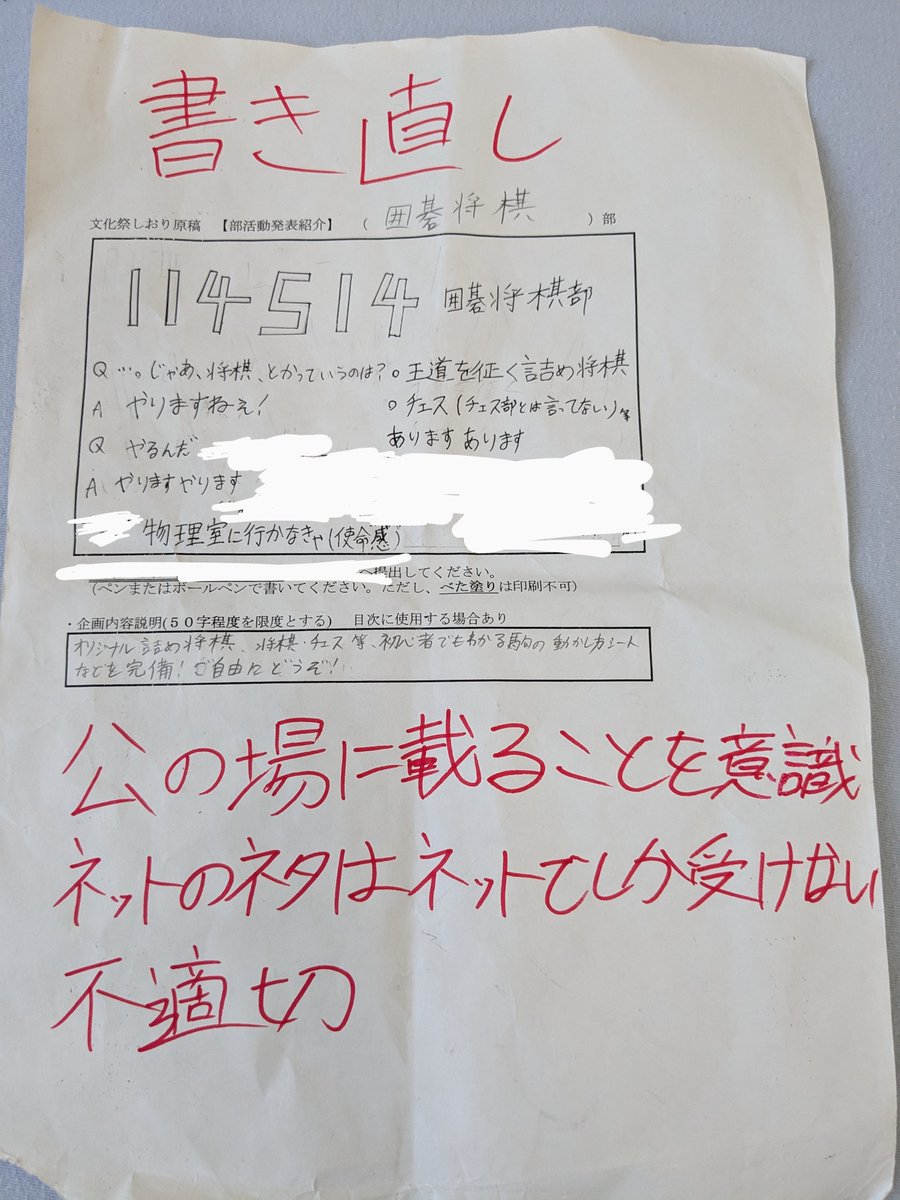 書き直し
文化祭しおり原稿 【部活動発表紹介】 ( 囲碁将棋 )部
114514 囲碁将棋部
Q …。じゃあ、将棋、とかっていうのは?
A やりますねぇ!
Q やるんだ
A やりますやります
○王道を征く詰め将棋
○チェス(チェス部とは言ってない)等
ありますあります
物理室に行かなきゃ(使命感)
へ提出してください。
(ペンまたはボールペンで書いてください。ただし、べた塗りは印刷不可)
・企画内容説明(50字程度を限度とする) 目次に使用する場合あり
オリジナル詰め将棋、将棋・チェス等、初心者でもわかる駒の動かし方シート
などを完備!ご自由にどうぞ!
公の場に載ることを意識
ネットのネタはネットでしか受けない
不適切